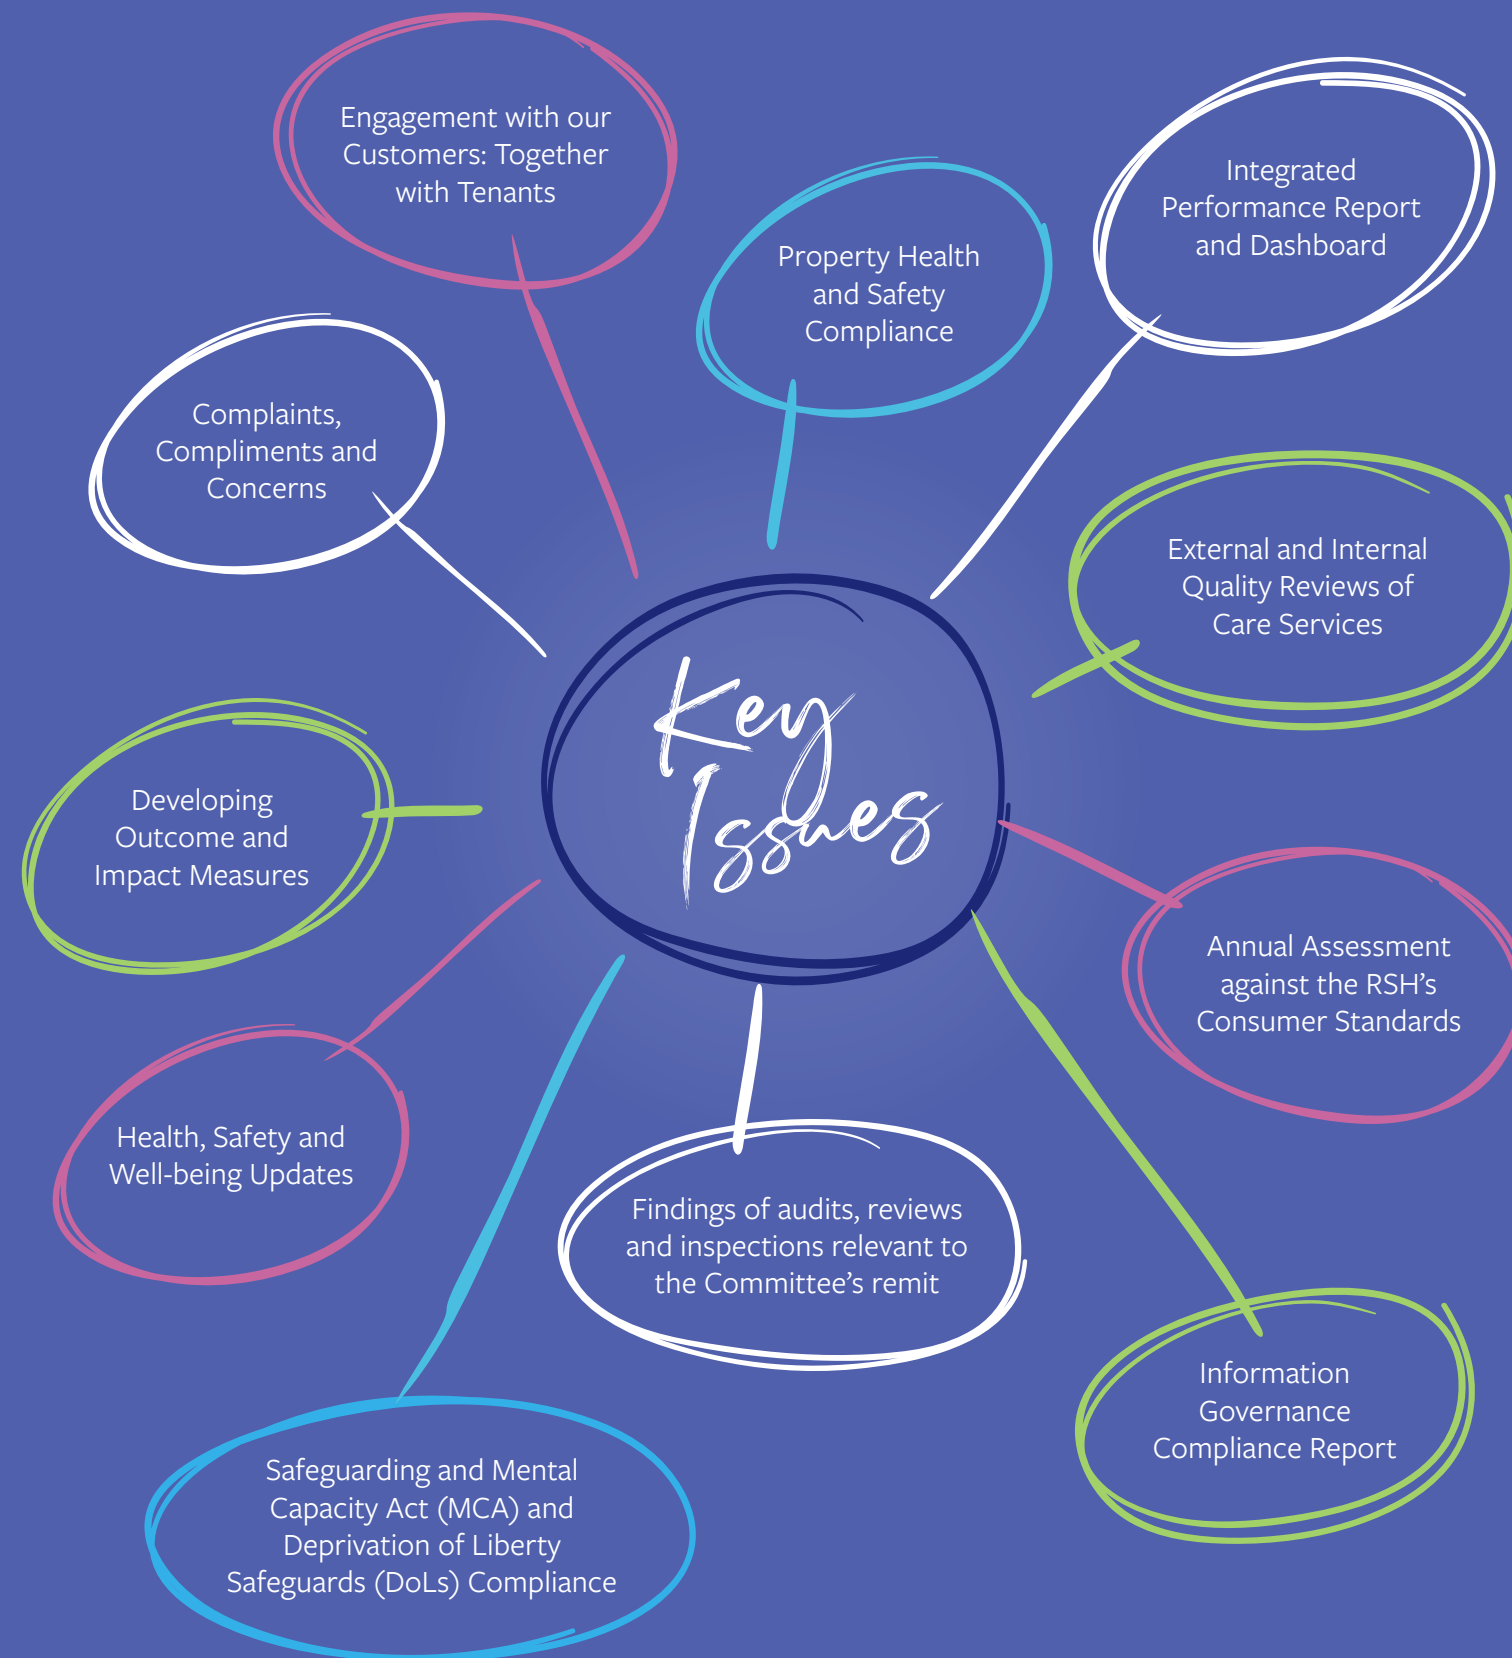 Engagement with our
Customers: Together
with Tenants
Property Health
and Safety
Compliance
Integrated
Performance Report
and Dashboard
Complaints,
Compliments and
Concerns
External and Internal
Quality Reviews of
Care Services
Key
Issues
Developing
Outcome and
Impact Measures
Annual Assessment
against the RSH’s
Consumer Standards
Health, Safety and
Well-being Updates
Findings of audits, reviews
and inspections relevant to
the Committee’s remit
Information
Governance
Compliance Report
Safeguarding and Mental
Capacity Act (MCA) and
Deprivation of Liberty
Safeguards (DoLs) Compliance